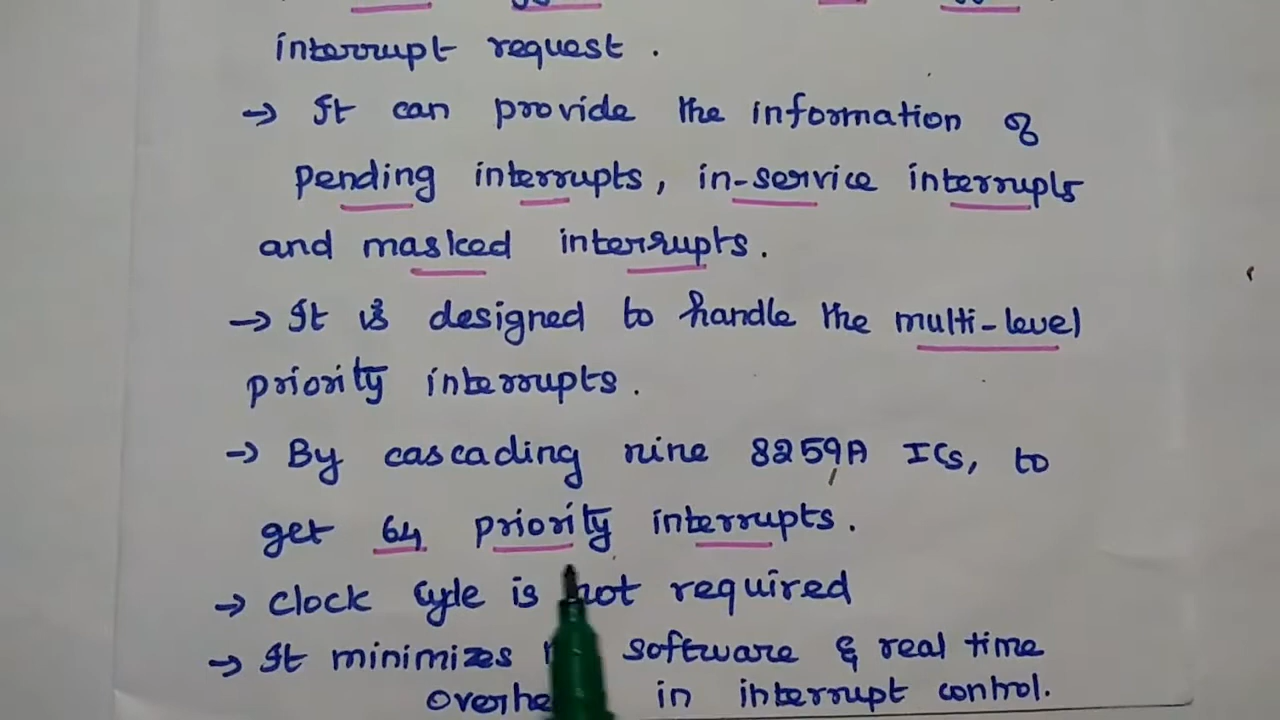 interrupt request .
→ It can provide the information of
pending interrupts, in-service interrupts
and masked interrupts.
→ It is designed to handle the multi-level
priority interrupts.
→ By cascading nine 8259A ICs, to
get 64 priority interrupts.
→ clock cycle is not required
→ It minimizes software & real time
in interrupt control.